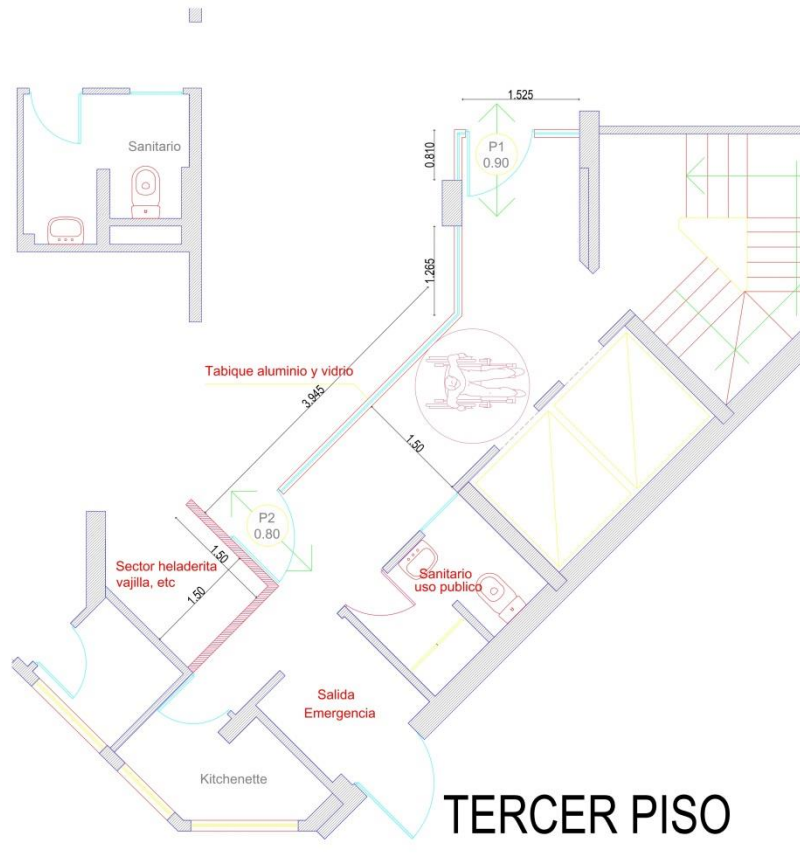 1.525
Sanitario
P1
0.90
0.810
1.265
Tabique aluminio y vidrio
3.945
1.50
P2
0.80
1.50
Sector heladerita
vajilla, etc
1.50
Sanitario
uso publico
Salida
Emergencia
Kitchenette
TERCER PISO